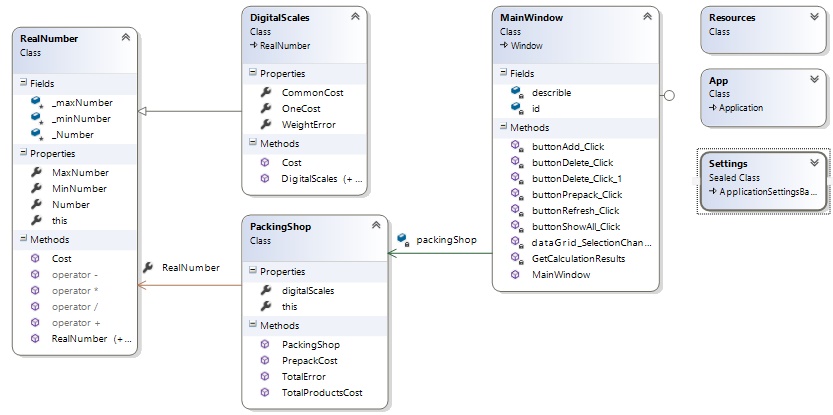 RealNumber
Class
Fields
_maxNumber
_minNumber
_Number
Properties
MaxNumber
MinNumber
Number
this
Methods
Cost
operator -
operator *
operator /
operator +
RealNumber (+ ...
DigitalScales
Class
RealNumber
Properties
CommonCost
OneCost
WeightError
Methods
Cost
DigitalScales (+ ...
RealNumber
PackingShop
Class
Properties
digitalScales
this
Methods
PackingShop
PrepackCost
TotalError
TotalProductsCost
packingShop
MainWindow
Class
Window
Fields
describle
id
Methods
buttonAdd_Click
buttonDelete_Click
buttonDelete_Click_1
buttonPrepack_Click
buttonRefresh_Click
buttonShowAll_Click
dataGrid_SelectionChan...
GetCalculationResults
MainWindow
Resources
Class
App
Class
Application
Settings
Sealed Class
ApplicationSettingsBa...